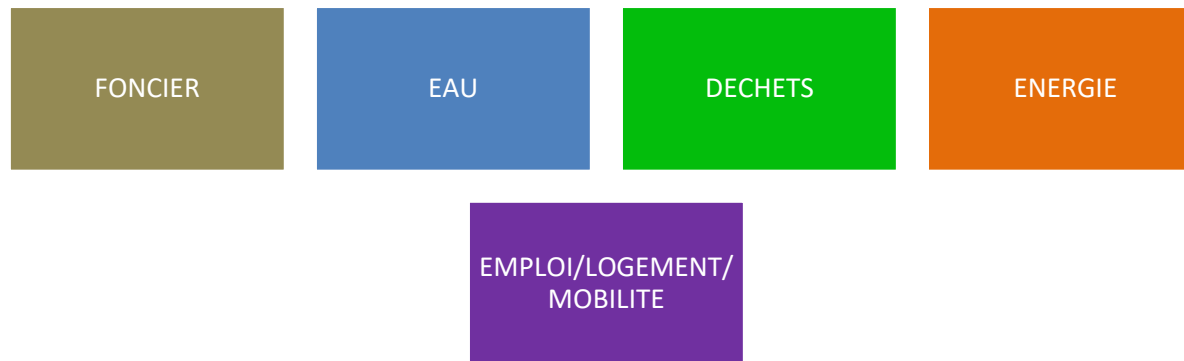 FONCIER
EAU
DECHETS
ENERGIE
EMPLOI/LOGEMENT/
MOBILITE